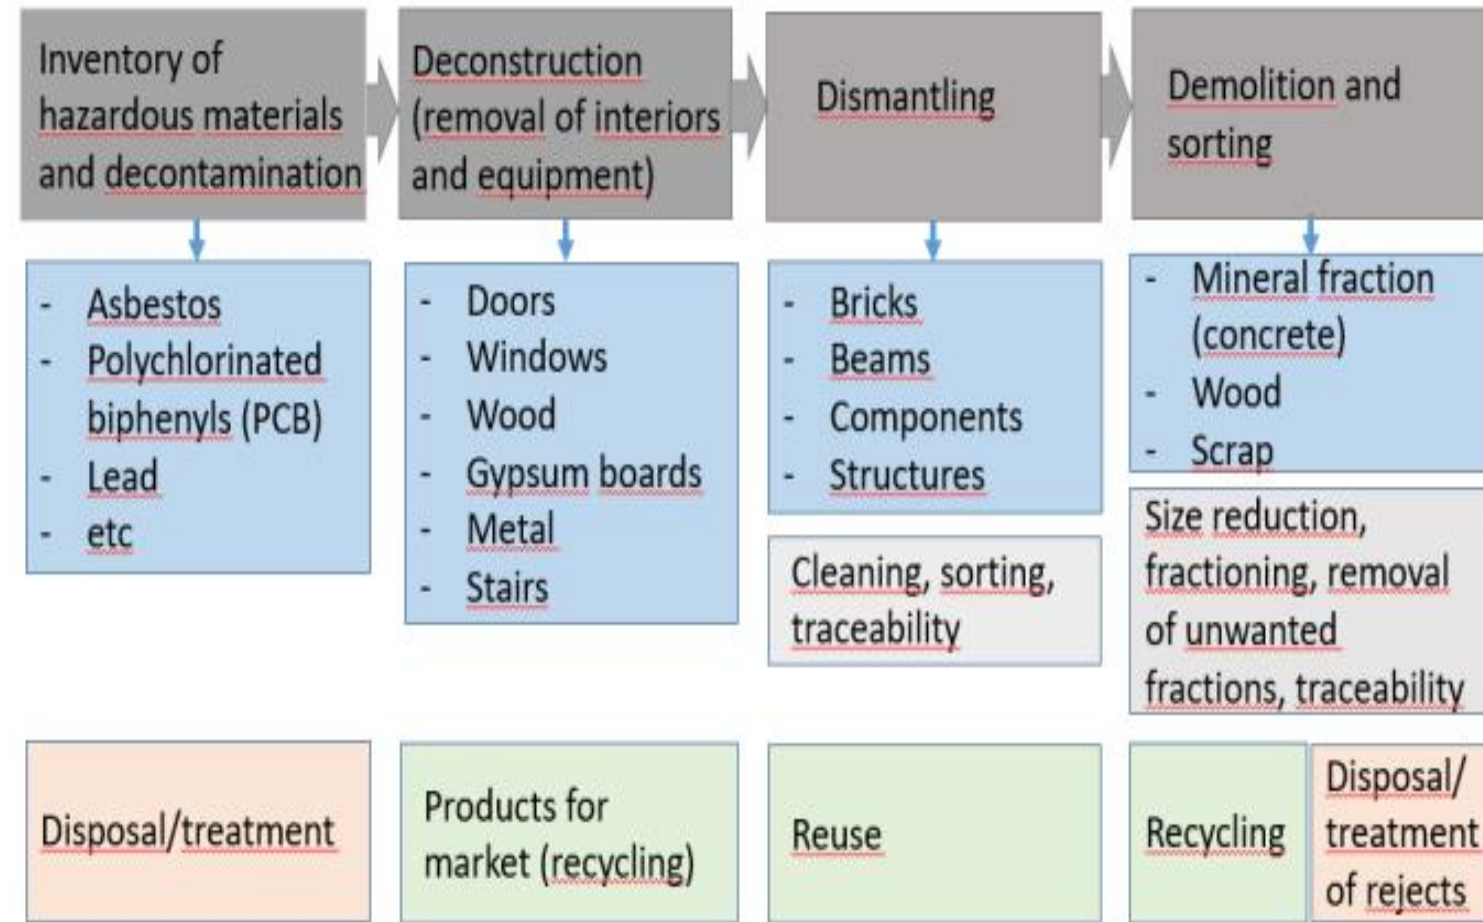 Inventory of
hazardous materials
and decontamination
Deconstruction
(removal of interiors
and equipment)
Dismantling
Demolition and
sorting
- Asbestos
- Polychlorinated
biphenyls (PCB)
- Lead
- etc
- Doors
- Windows
- Wood
- Gypsum boards
- Metal
- Stairs
- Bricks
- Beams
- Components
- Structures
- Mineral fraction
(concrete)
- Wood
- Scrap
Cleaning, sorting,
traceability
Size reduction,
fractioning, removal
of unwanted
fractions, traceability
Disposal/treatment
Products for
market (recycling)
Reuse
Recycling
Disposal/
treatment
of rejects